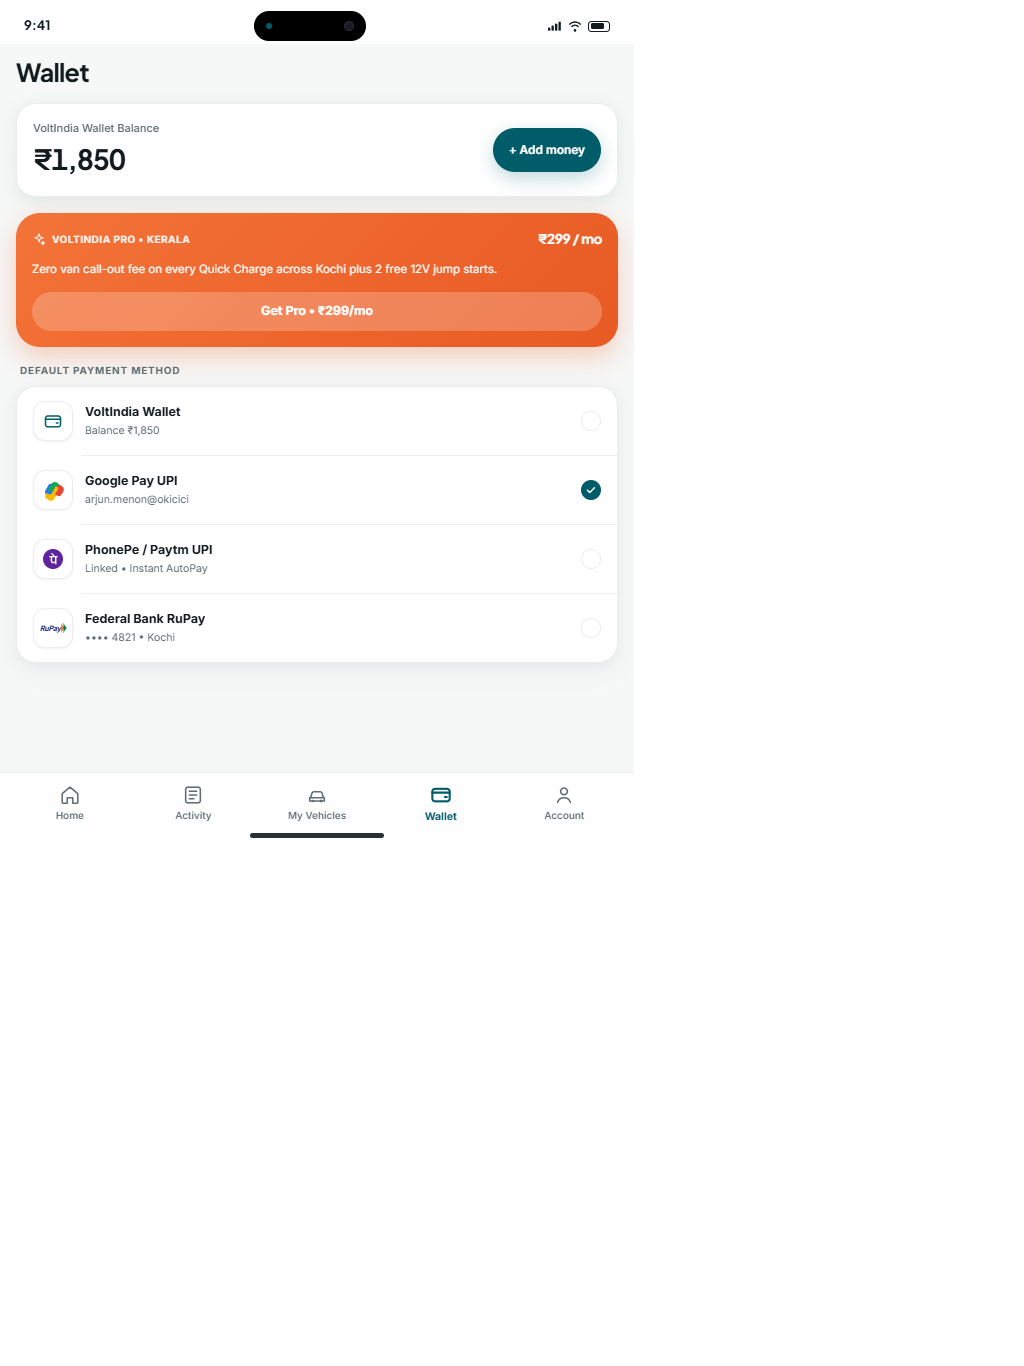 9:41
Wallet
VoltIndia Wallet Balance
₹1,850
+ Add money
VOLTINDIA PRO • KERALA
₹299 / mo
Zero van call-out fee on every Quick Charge across Kochi plus 2 free 12V jump starts.
Get Pro • ₹299/mo
DEFAULT PAYMENT METHOD
VoltIndia Wallet
Balance ₹1,850
Google Pay UPI
arjun.menon@okicici
पे
PhonePe / Paytm UPI
Linked • Instant AutoPay
RuPay
Federal Bank RuPay
•••• 4821 • Kochi
Home
Activity
My Vehicles
Wallet
Account